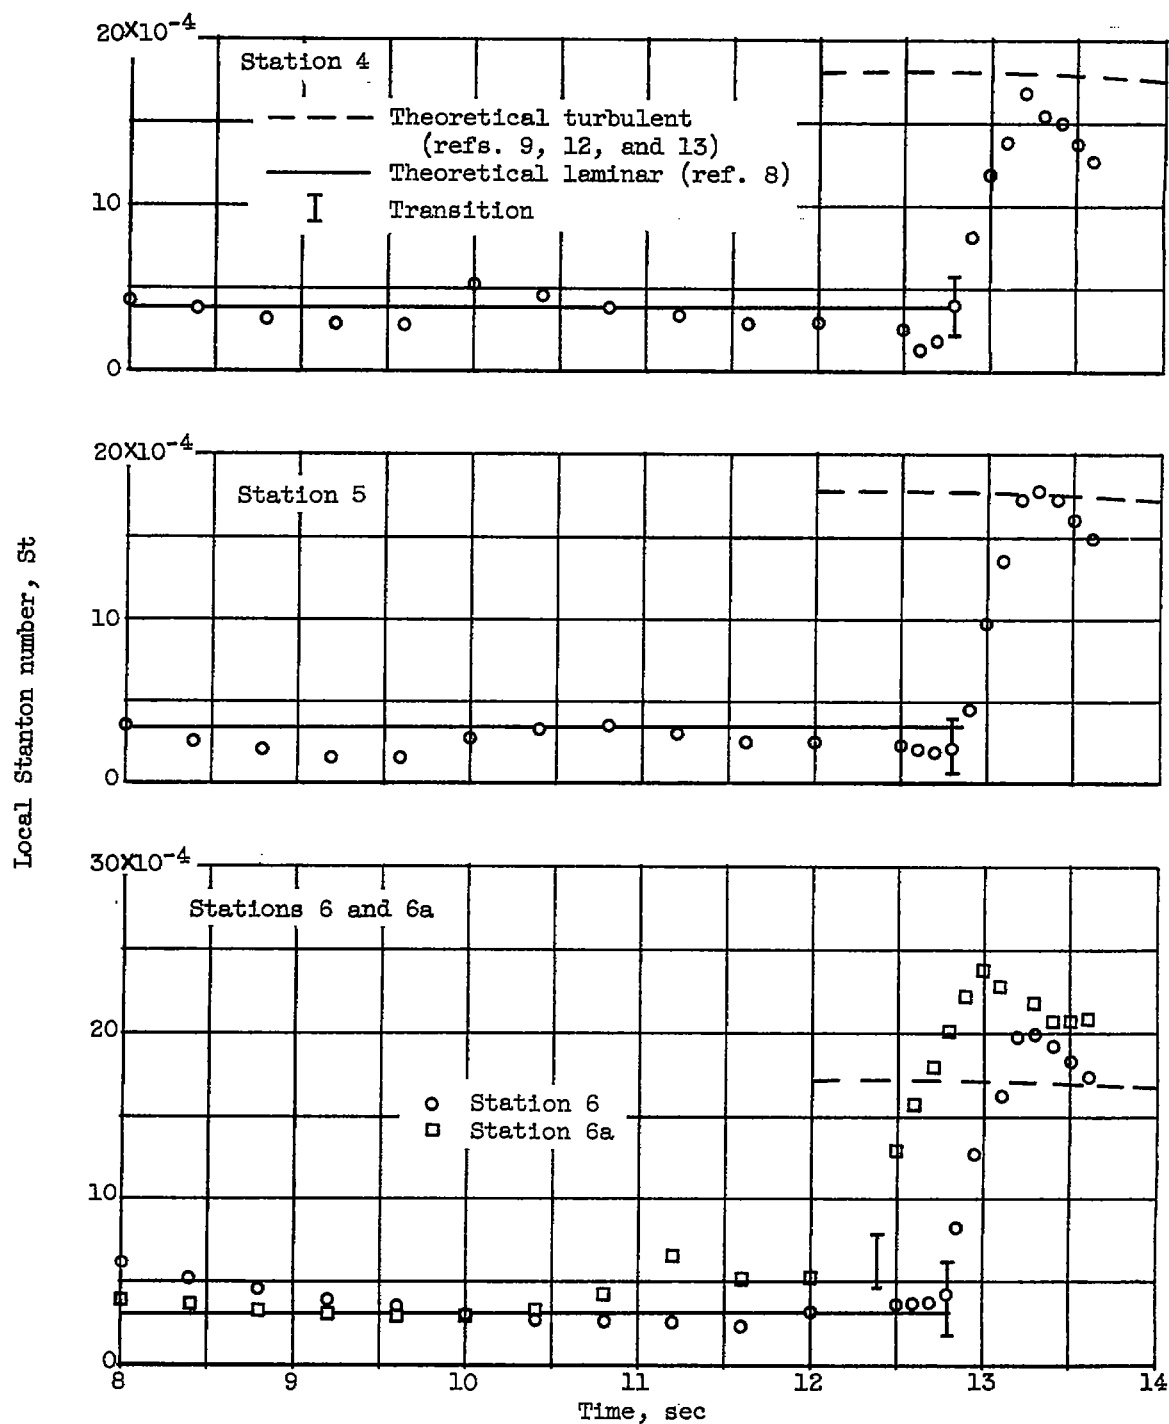 20X10-4
Station 4
Theoretical turbulent
(refs. 9, 12, and 13)
Theoretical laminar (ref. 8)
10
Transition
0
20X10-4
Station 5
10
0
Local Stanton number, St
30X10-4
Stations 6 and 6a
20
Station 6
Station 6a
10
0
8 9 10 11 12 13 14
Time, sec